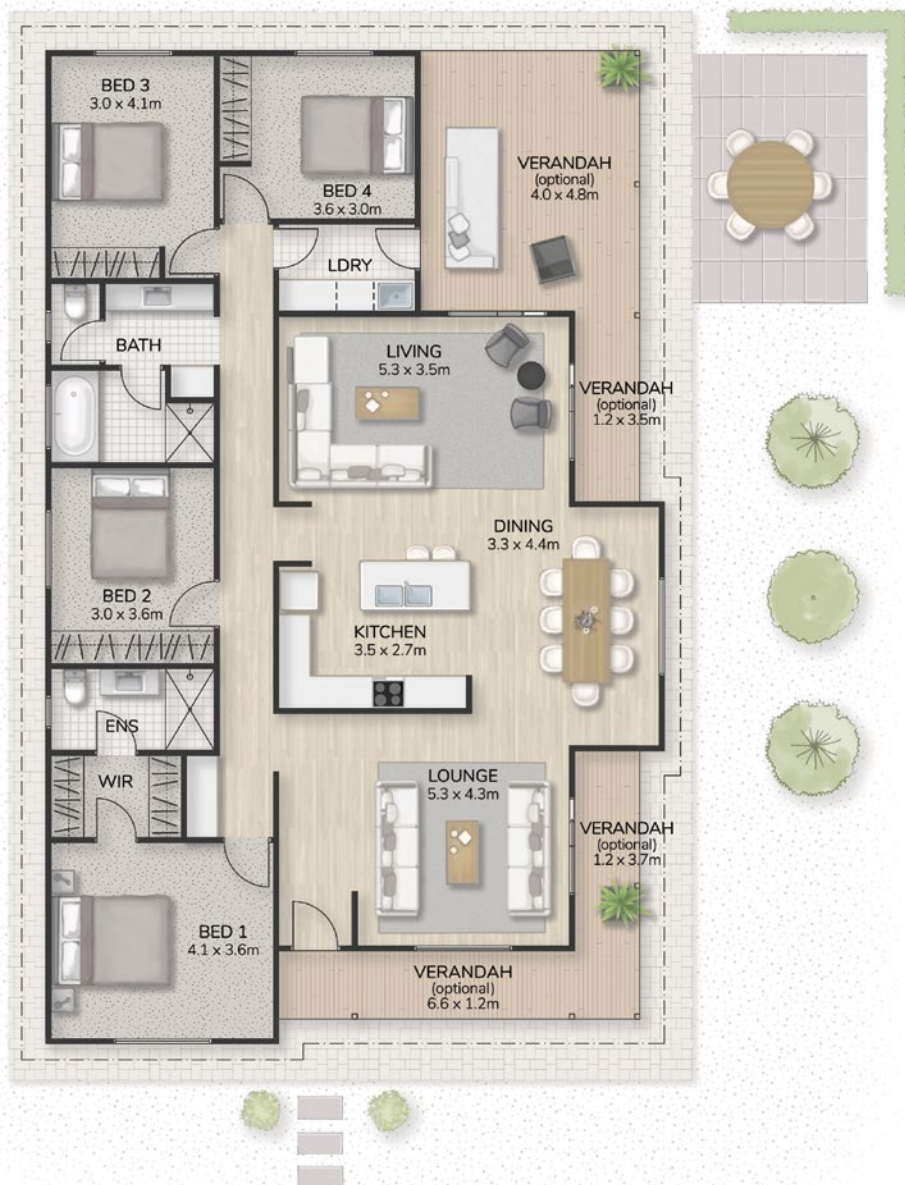 BED 3
3.0 x 4.1m
BED 4
3.6 x 3.0m
VERANDAH
(optional)
4.0 x 4.8m
LDRY
BATH
LIVING
5.3 x 3.5m
VERANDAH
(optional)
1.2 x 3.5m
DINING
3.3 x 4.4m
BED 2
3.0 x 3.6m
KITCHEN
3.5 x 2.7m
ENS
WIR
LOUNGE
5.3 x 4.3m
VERANDAH
(optional)
1.2 x 3.7m
BED 1
4.1 x 3.6m
VERANDAH
(optional)
6.6 x 1.2m